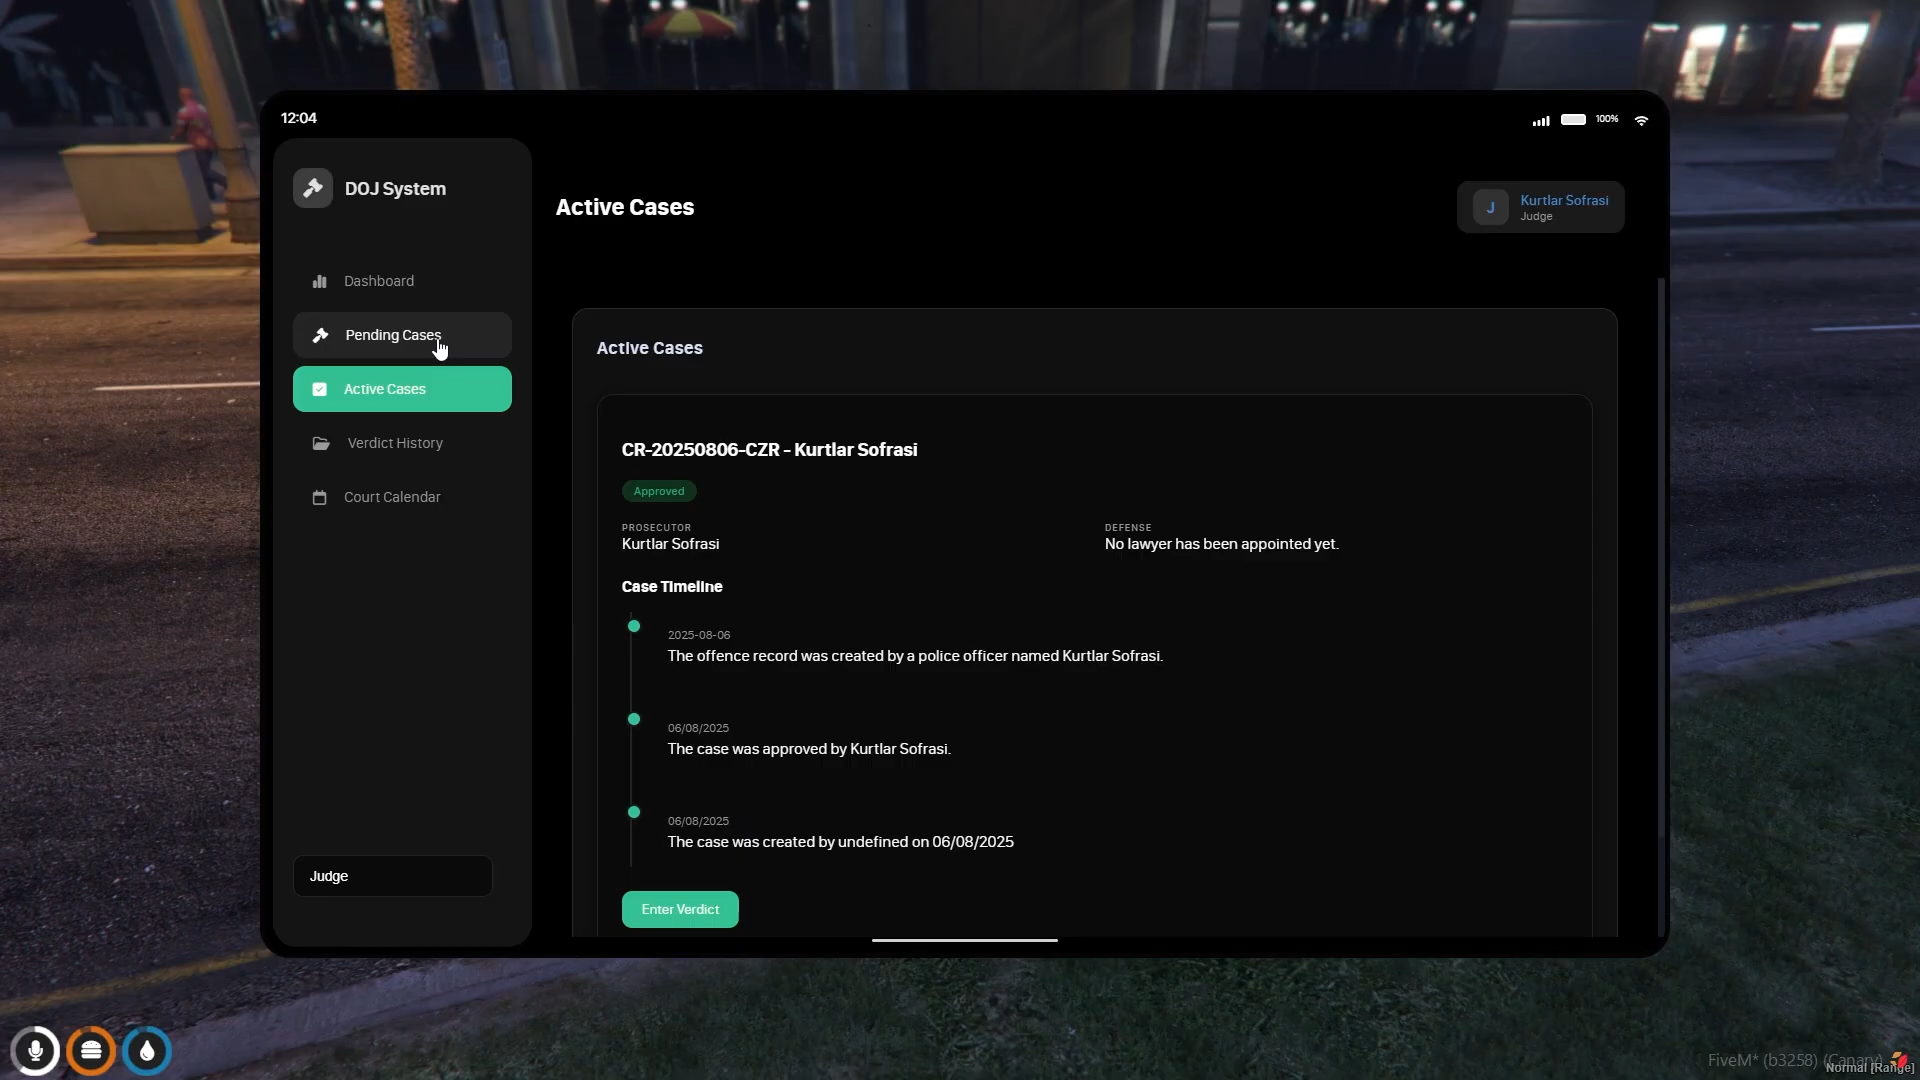 12:04
100%
DOJ System
Dashboard
Pending Cases
Active Cases
Verdict History
Court Calendar
Judge
Active Cases
J
Kurtlar Sofrasi
Judge
Active Cases
CR-20250806-CZR - Kurtlar Sofrasi
Approved
PROSECUTOR
Kurtlar Sofrasi
DEFENSE
No lawyer has been appointed yet.
Case Timeline
2025-08-06
The offence record was created by a police officer named Kurtlar Sofrasi.
06/08/2025
The case was approved by Kurtlar Sofrasi.
06/08/2025
The case was created by undefined on 06/08/2025
Enter Verdict
FiveM* (b3258) (Canary)
Normal [Range]